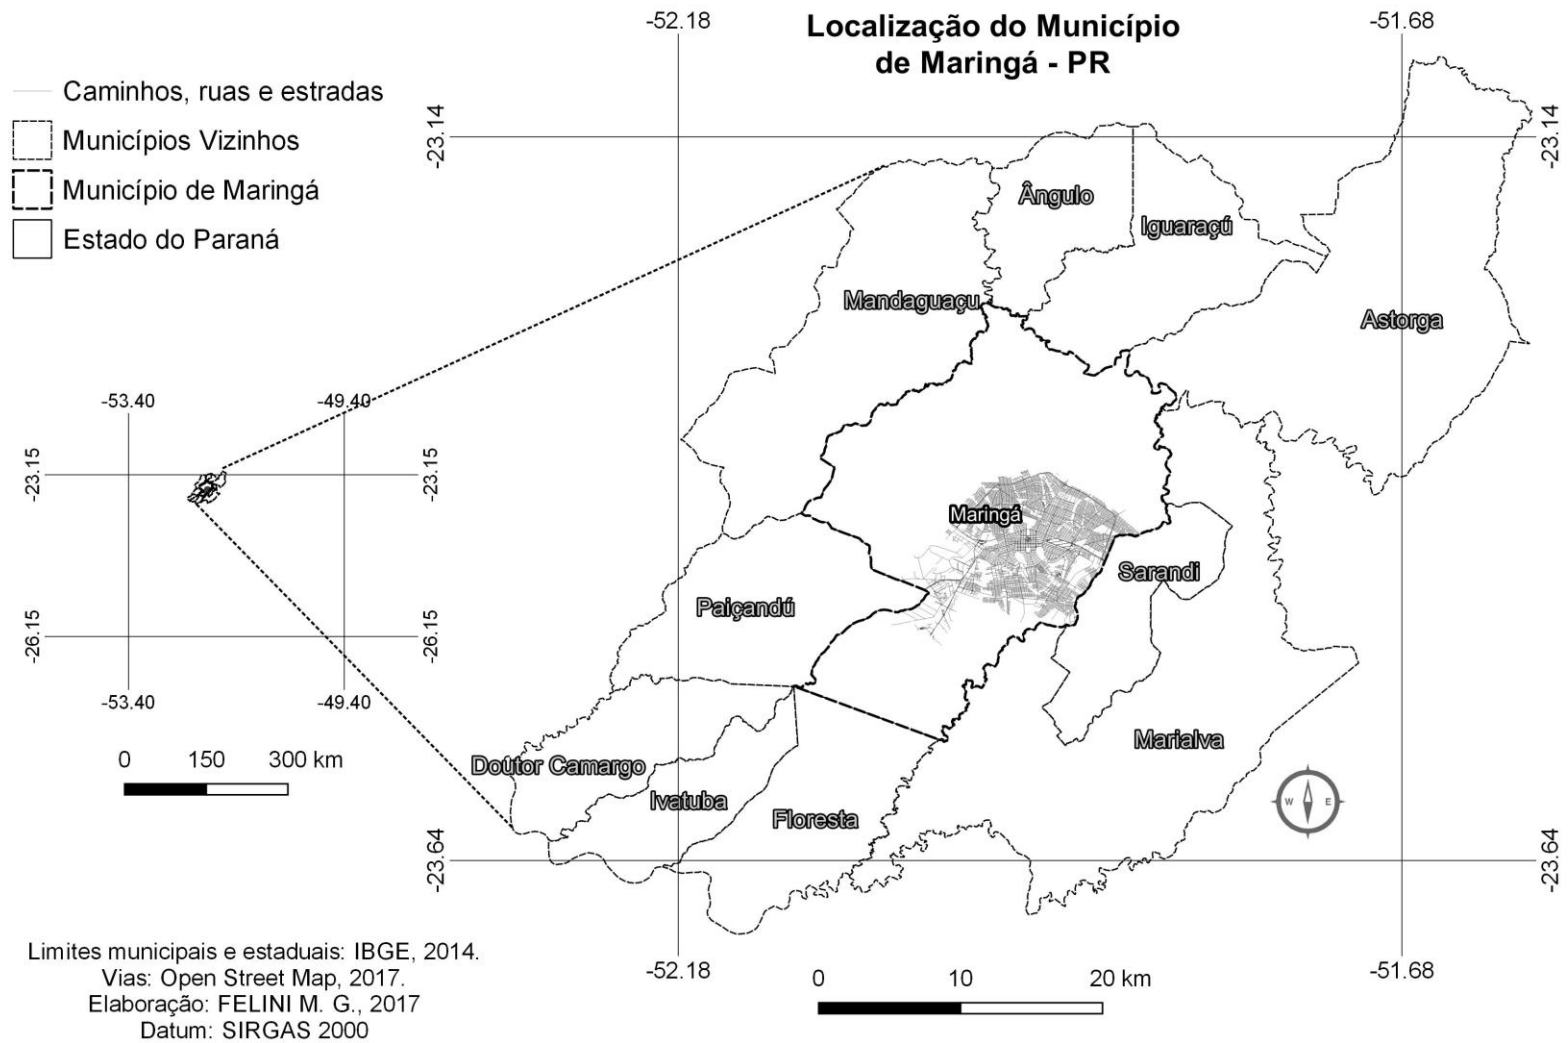 Localização do Município
de Maringá - PR
Caminhos, ruas e estradas
Municípios Vizinhos
Município de Maringá
Estado do Paraná
-52.18
-51.68
-23.14
-23.14
Ângulo
Iguaraçú
Mandaguaçu
Astorga
Maringá
Sarandi
Paiçandú
Marialva
Doutor Camargo
Ivatuba
Floresta
-53.40
-49.40
-23.15
-23.15
-26.15
-26.15
-53.40
-49.40
0 150 300 km
W E
-23.64
-23.64
-52.18
-51.68
0 10 20 km
Limites municipais e estaduais: IBGE, 2014.
Vias: Open Street Map, 2017.
Elaboração: FELINI M. G., 2017
Datum: SIRGAS 2000